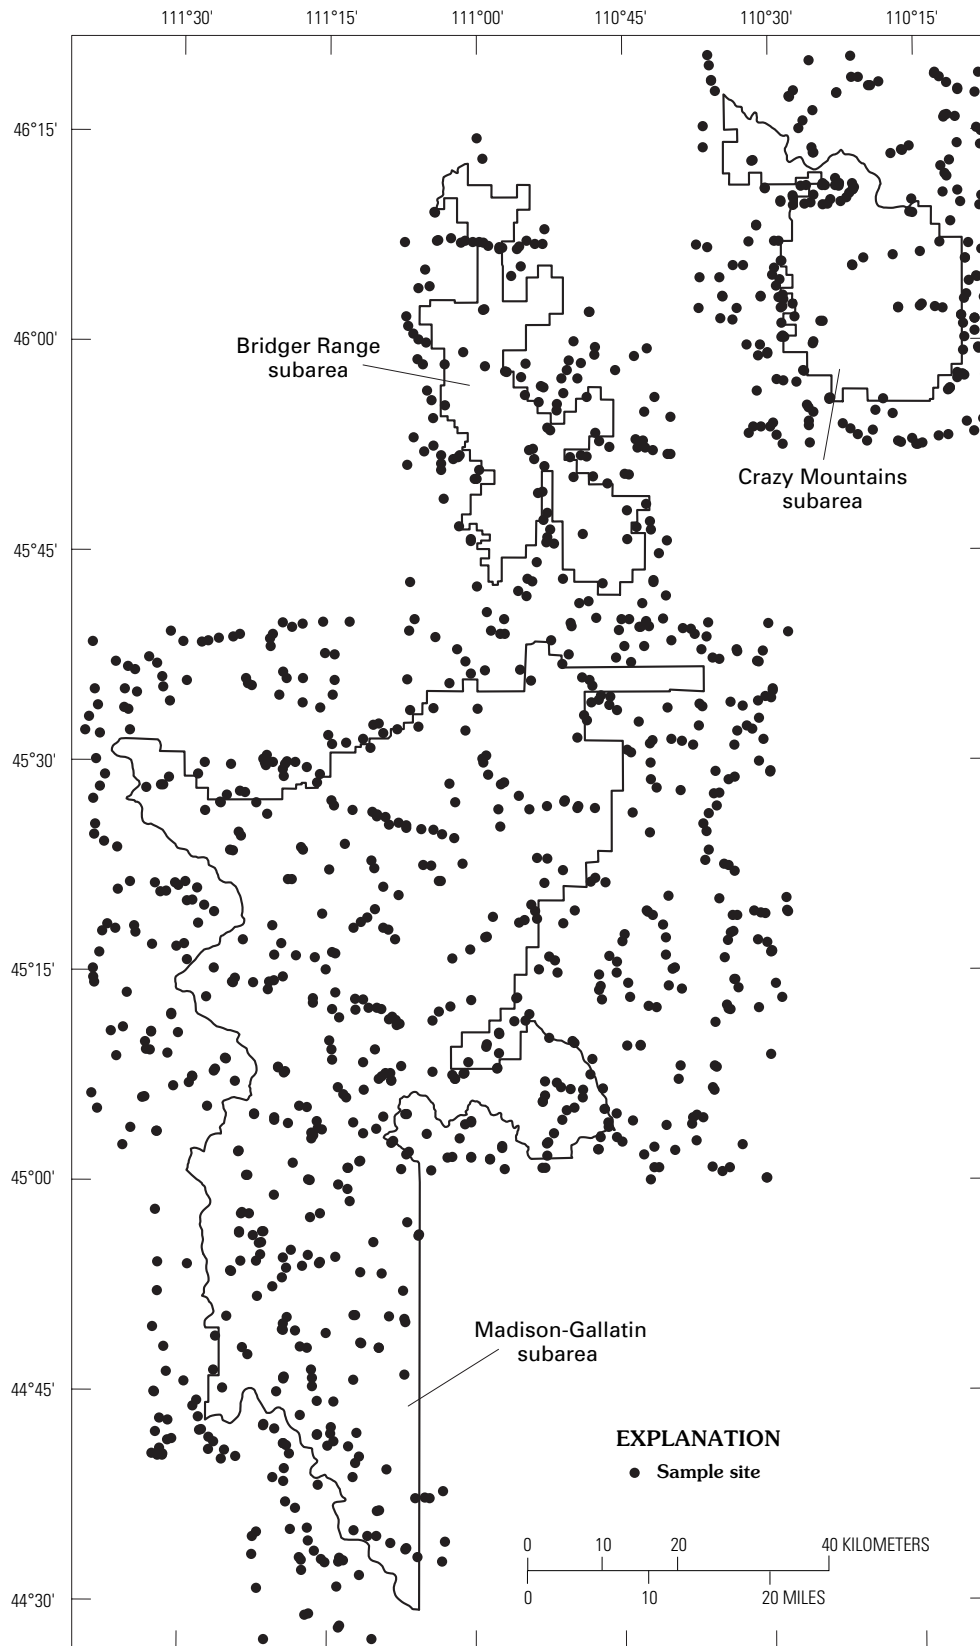 111°30' 111°15' 111°00' 110°45' 110°30' 110°15'
46°15'
46°00'
Bridger Range
subarea
Crazy Mountains
subarea
45°45'
45°30'
45°15'
45°00'
Madison-Gallatin
subarea
44°45'
EXPLANATION
Sample site
0 10 20 40 KILOMETERS
0 10 20 MILES
44°30'